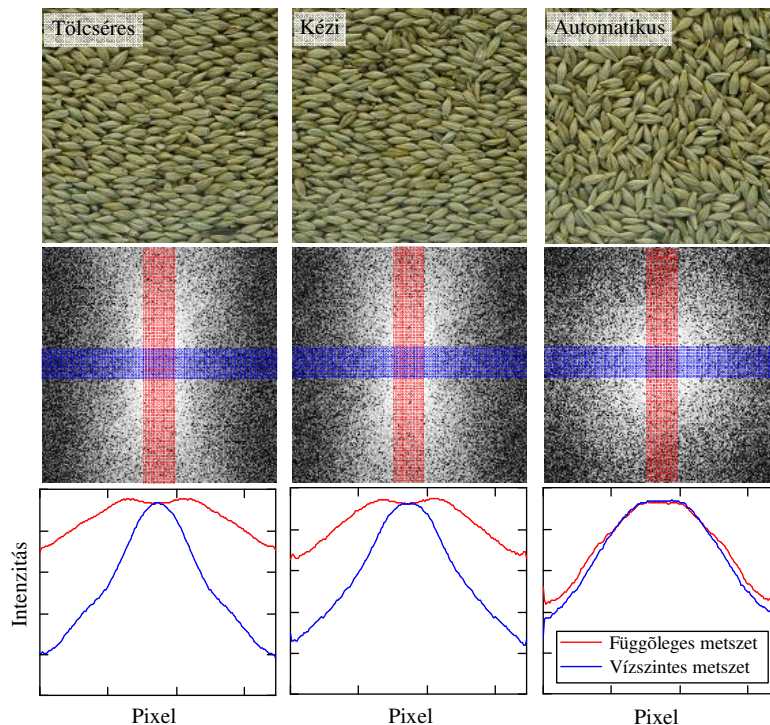 Tölcséres
Kézi
Automatikus
Intenzitás
Függõleges metszet
Vízszintes metszet
Pixel
Pixel
Pixel